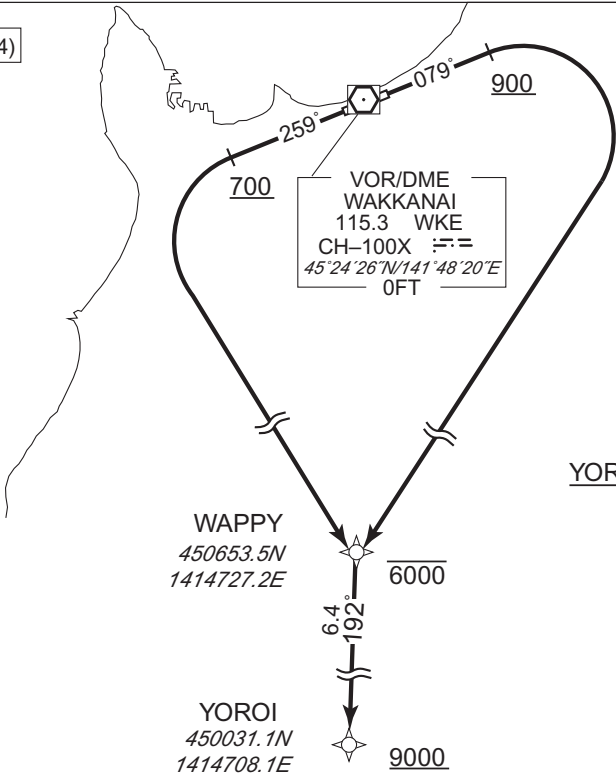 4)
079°
900
259°
700
VOR/DME
WAKKANAI
115.3 WKE
CH–100X
45°24′26″N/141°48′20″E
0FT
YOR
WAPPY
450653.5N
1414727.2E
6000
6.4
192°
YOROI
450031.1N
1414708.1E
9000